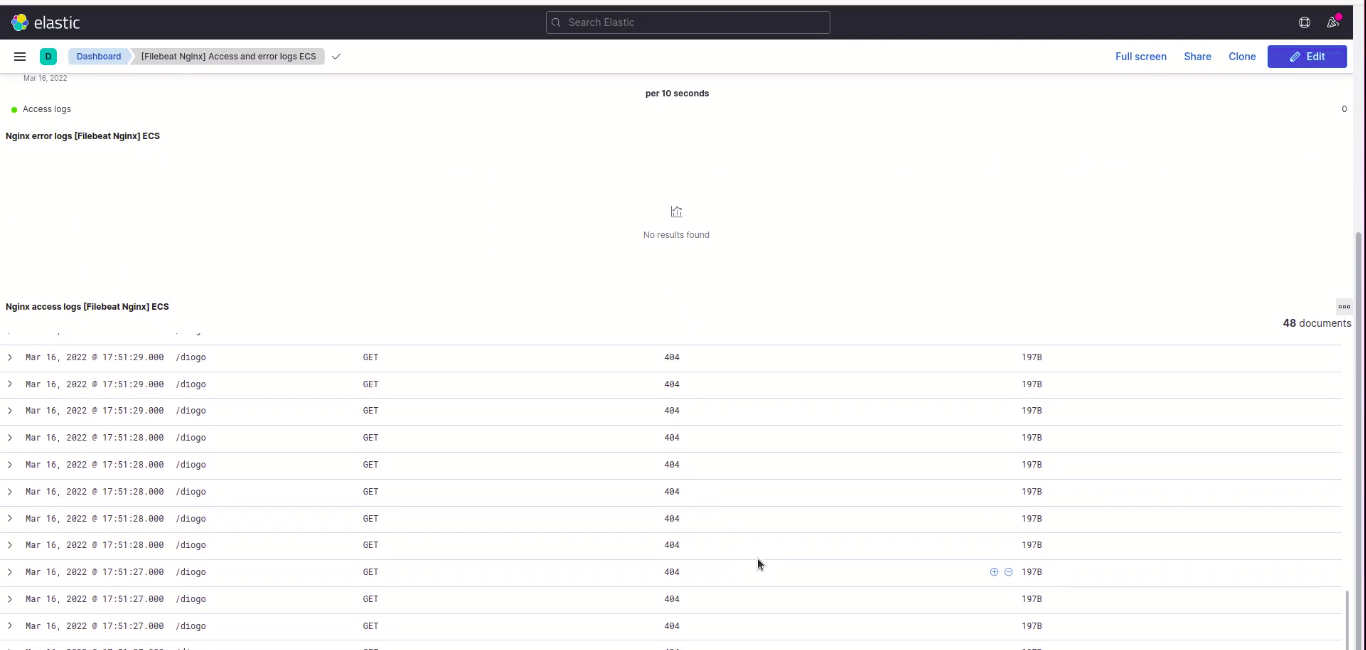 elastic
Search Elastic
D
Dashboard
[Filebeat Nginx] Access and error logs ECS
Full screen
Share
Clone
Edit
Mar 16, 2022
per 10 seconds
Access logs 0
Nginx error logs [Filebeat Nginx] ECS
No results found
Nginx access logs [Filebeat Nginx] ECS
48 documents
Mar 16, 2022 @ 17:51:29.000 /diogo GET 404 197B
Mar 16, 2022 @ 17:51:29.000 /diogo GET 404 197B
Mar 16, 2022 @ 17:51:29.000 /diogo GET 404 197B
Mar 16, 2022 @ 17:51:28.000 /diogo GET 404 197B
Mar 16, 2022 @ 17:51:28.000 /diogo GET 404 197B
Mar 16, 2022 @ 17:51:28.000 /diogo GET 404 197B
Mar 16, 2022 @ 17:51:28.000 /diogo GET 404 197B
Mar 16, 2022 @ 17:51:28.000 /diogo GET 404 197B
Mar 16, 2022 @ 17:51:27.000 /diogo GET 404 197B
Mar 16, 2022 @ 17:51:27.000 /diogo GET 404 197B
Mar 16, 2022 @ 17:51:27.000 /diogo GET 404 197B